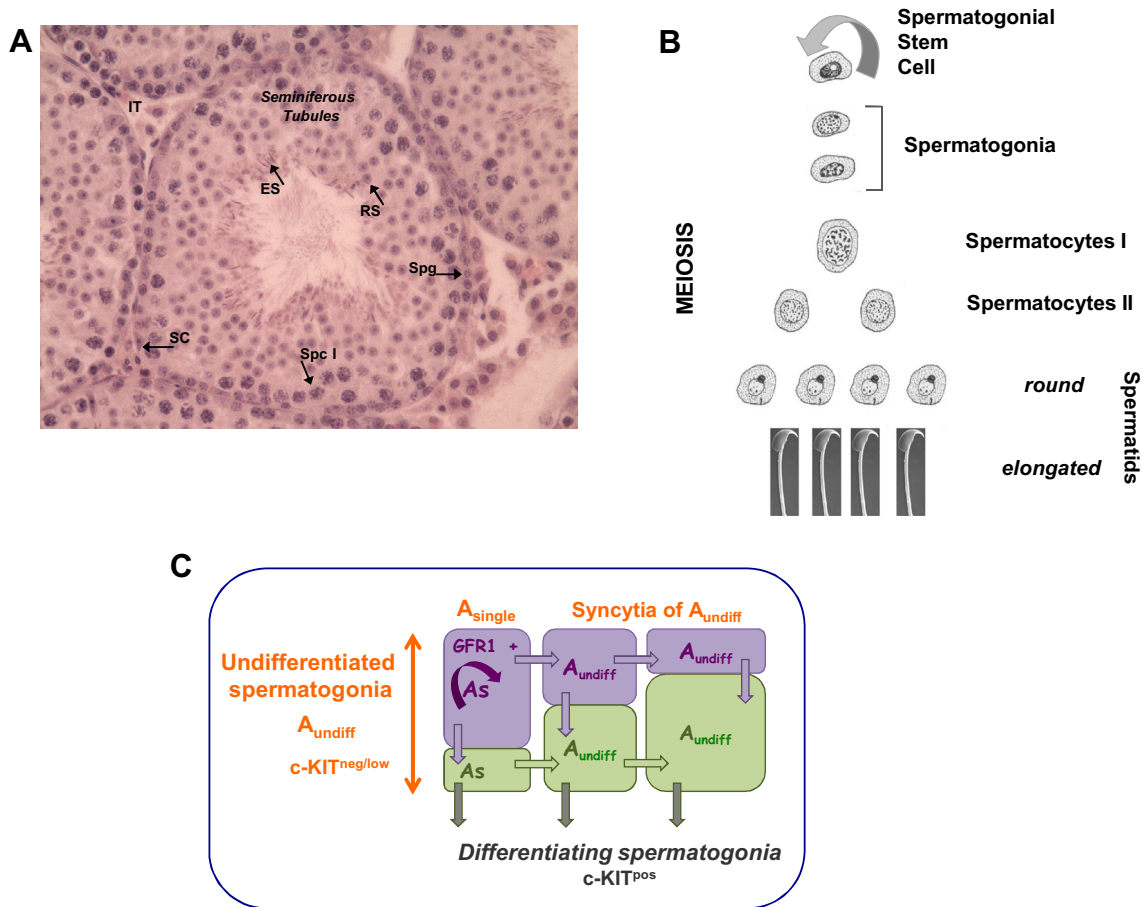 A
IT
Seminiferous
Tubules
ES
RS
Spg
SC
Spc I
B
Spermatogonial
Stem
Cell
Spermatogonia
MEIOSIS
Spermatocytes I
Spermatocytes II
round
elongated
Spermatids
C
Asingle
Syncytia of Aundiff
Undifferentiated
spermatogonia
Aundiff
c-KITneg/low
GFR1 +
As
Aundiff
Aundiff
As
Aundiff
Aundiff
Differentiating spermatogonia
c-KITpos